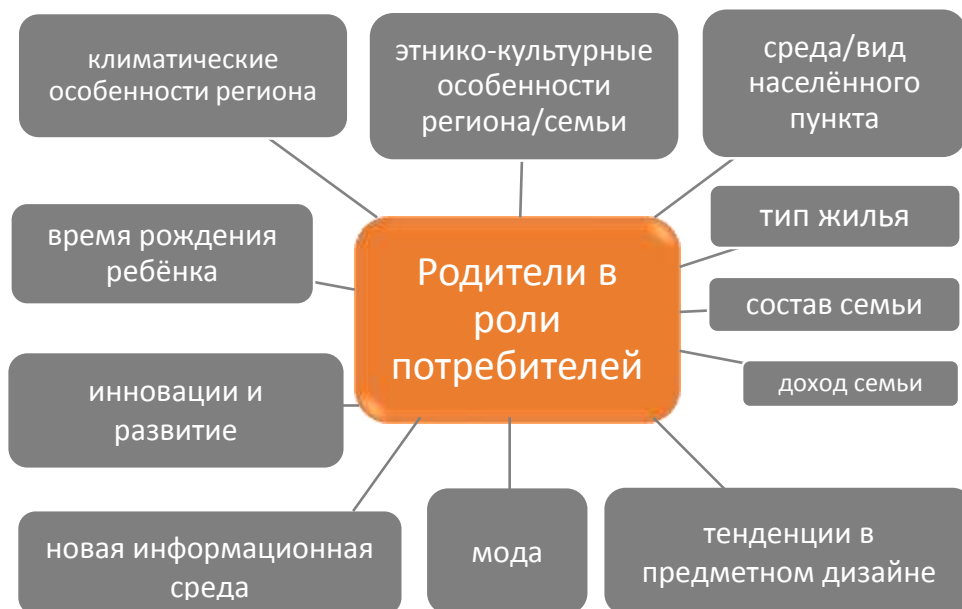 климатические
особенности региона
этнико-культурные
особенности
региона/семьи
среда/вид
населённого
пункта
время рождения
ребёнка
Родители в
роли
потребителей
тип жилья
состав семьи
доход семьи
инновации и
развитие
новая информационная
среда
мода
тенденции в
предметном дизайне